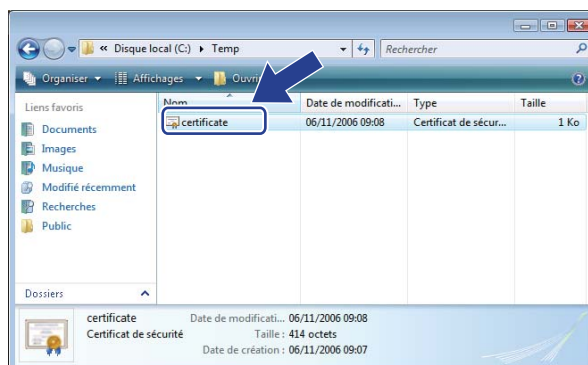 « Disque local (C:) ▸ Temp
Rechercher
Organiser Affichages
Liens favoris
Documents
Images
Musique
Modifié récemment
Recherches
Public
Dossiers
Nom Date de modificati... Type Taille
certificate 06/11/2006 09:08 Certificat de sécur... 1 Ko
certificate Date de modificati... 06/11/2006 09:08
Certificat de sécurité Taille : 414 octets
Date de création : 06/11/2006 09:07